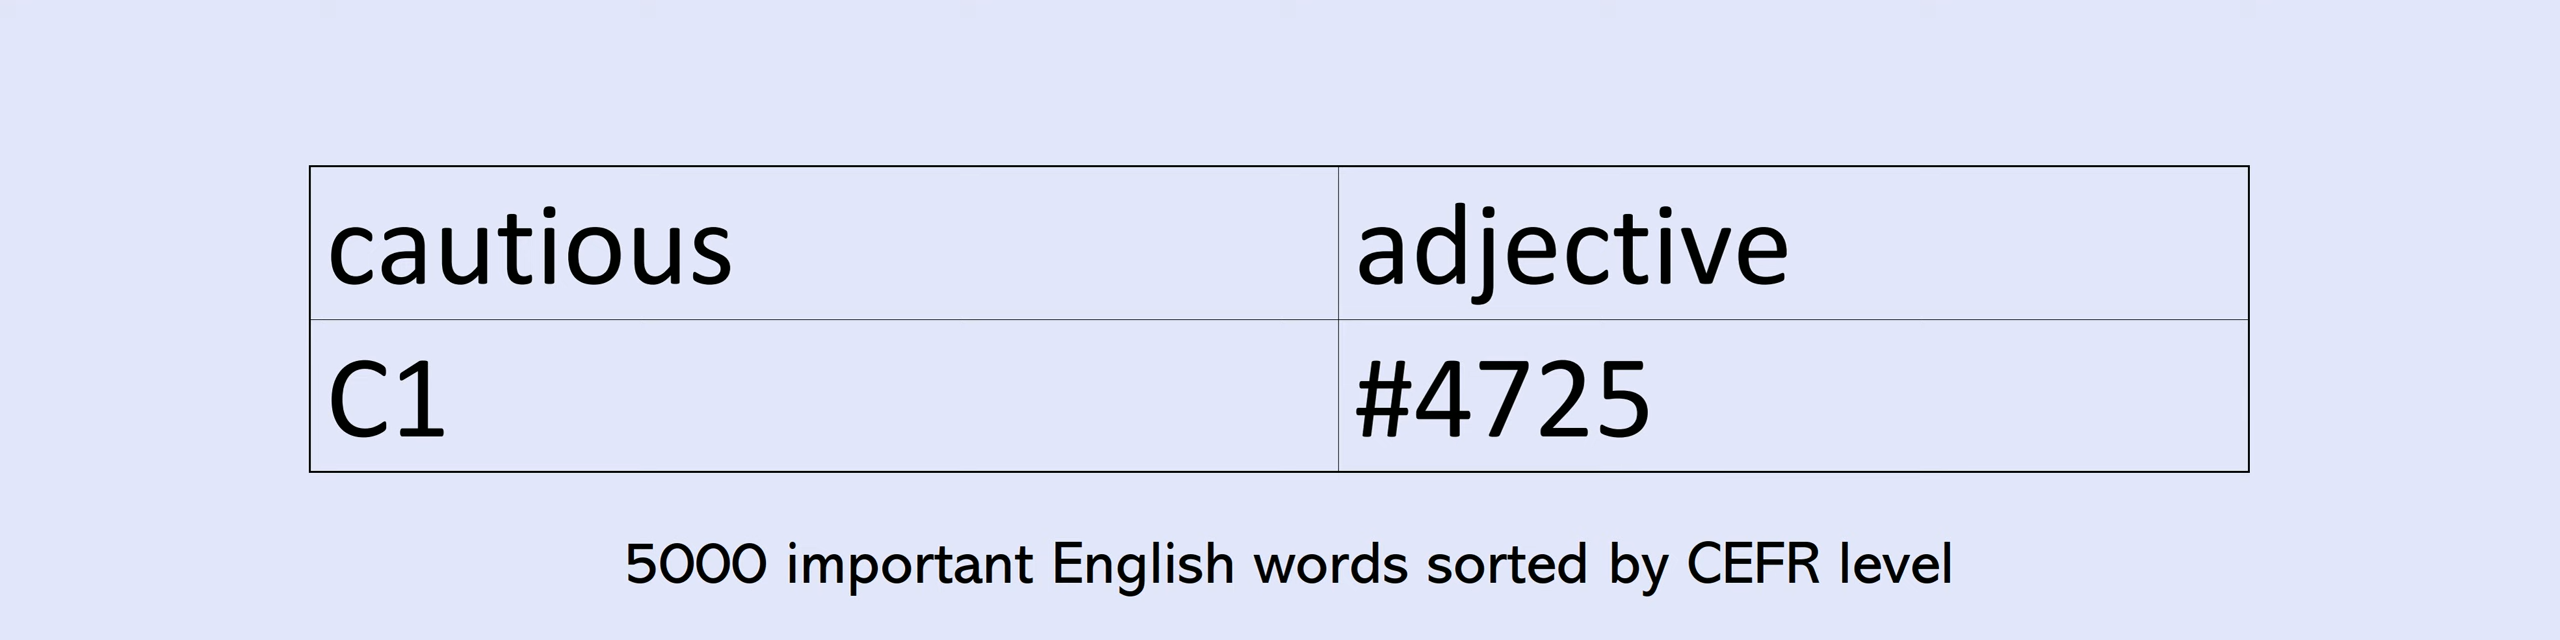 cautious adjective
C1 #4725
5000 important English words sorted by CEFR level